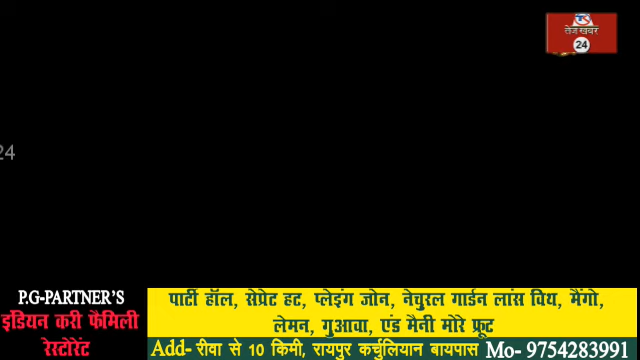 तेज खबर
24
24
P.G-PARTNER'S
इंडियन करी फैमिली
रेस्टोरेंट
पार्टी हॉल, सेप्रेट हट, प्लेइंग जोन, नेचुरल गार्डन लांस विथ, मैंगो,
लेमन, गुआवा, एंड मैनी मोरे फ्रूट
Add- रीवा से 10 किमी, रायपुर कर्चुलियान बायपास Mo- 9754283991